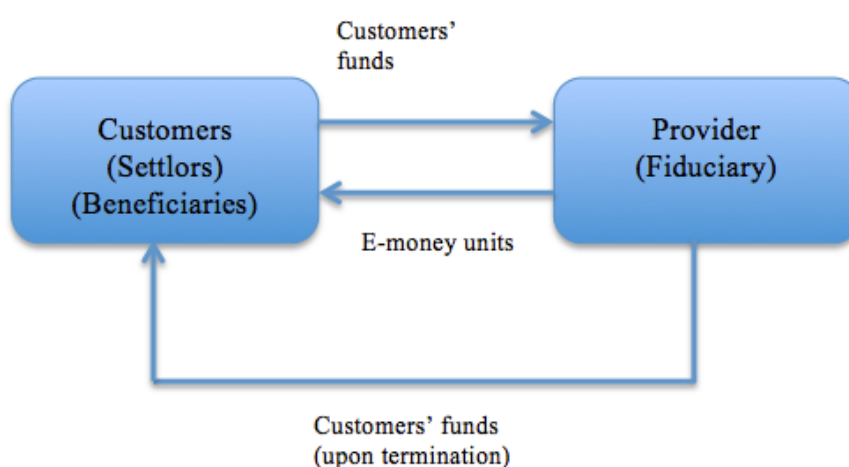 Customers’
funds
Customers
(Settlors)
(Beneficiaries)
Provider
(Fiduciary)
E-money units
Customers’ funds
(upon termination)